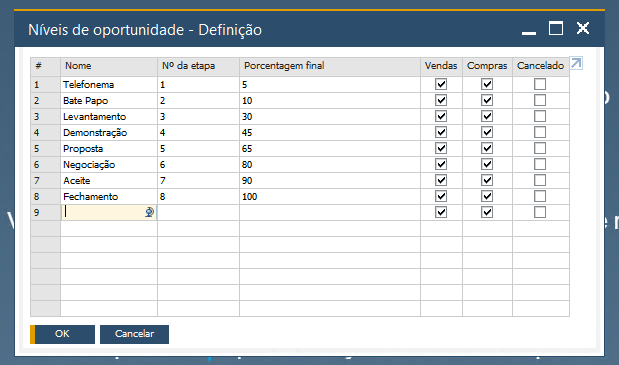 Níveis de oportunidade - Definição
# Nome Nº da etapa Porcentagem final Vendas Compras Cancelado
1 Telefonema 1 5
2 Bate Papo 2 10
3 Levantamento 3 30
4 Demonstração 4 45
5 Proposta 5 65
6 Negociação 6 80
7 Aceite 7 90
8 Fechamento 8 100
9
OK Cancelar